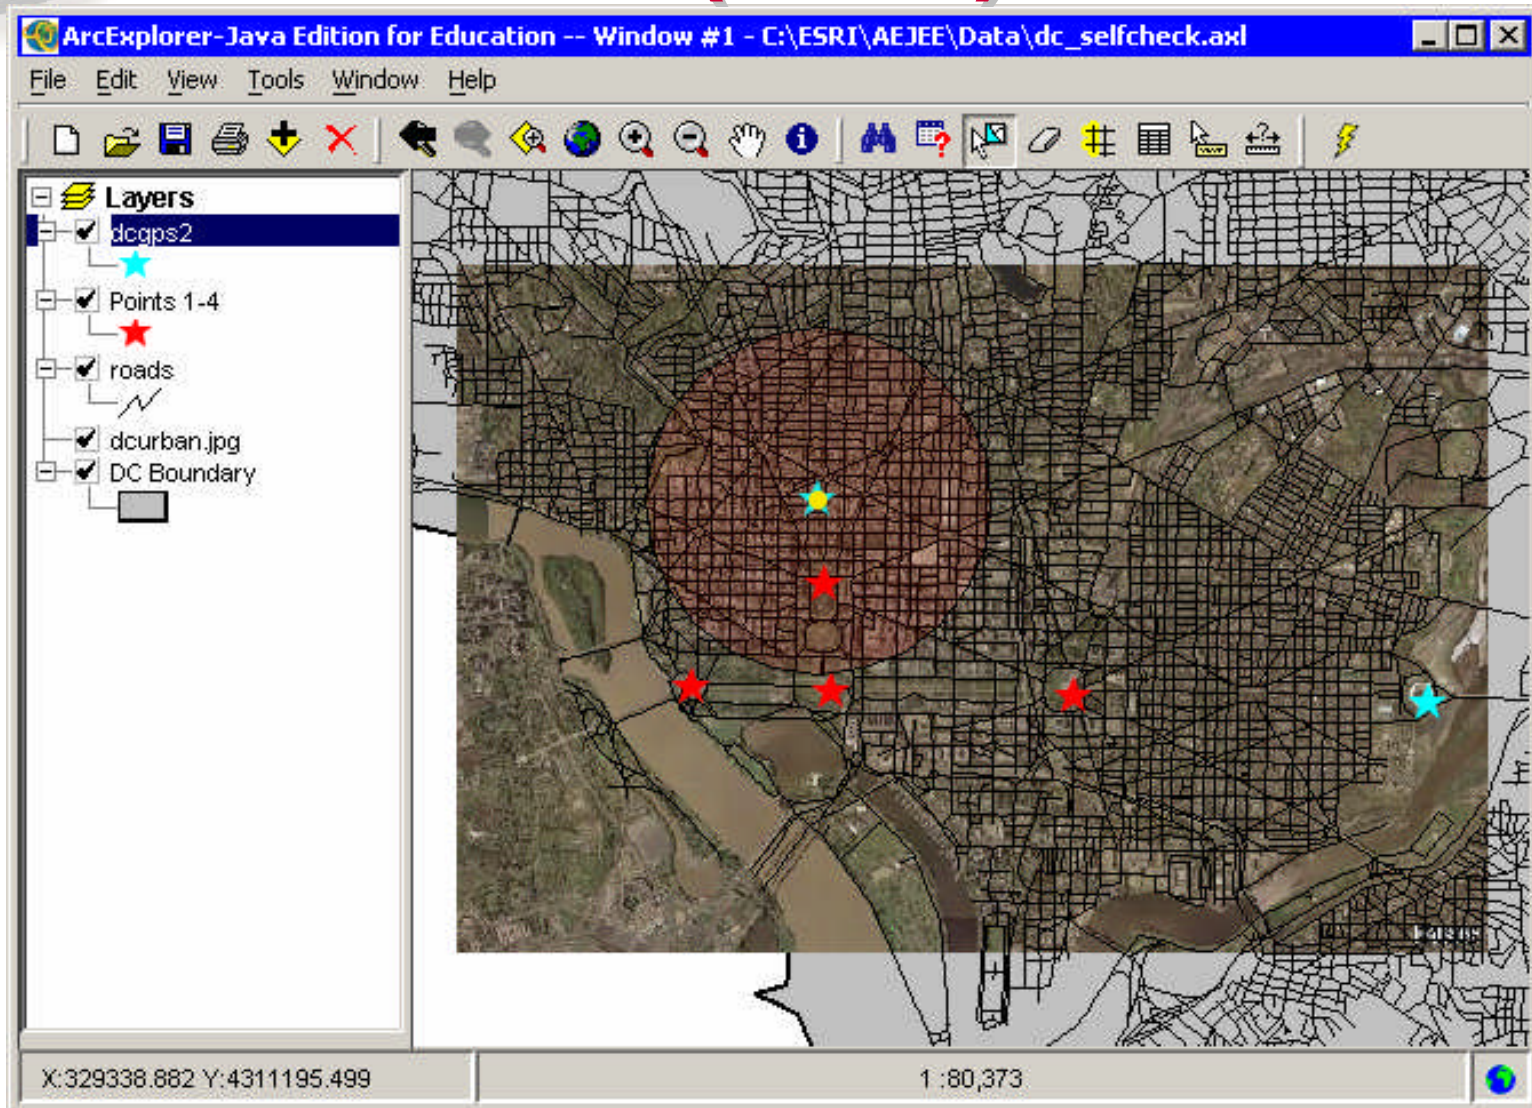 ArcExplorer-Java Edition for Education -- Window #1 - C:\ESRI\AEJEE\Data\dc_selfcheck.axl
File Edit View Tools Window Help
Layers
dcgps2
Points 1-4
roads
dcurban.jpg
DC Boundary
X:329338.882 Y:4311195.499
1 :80,373